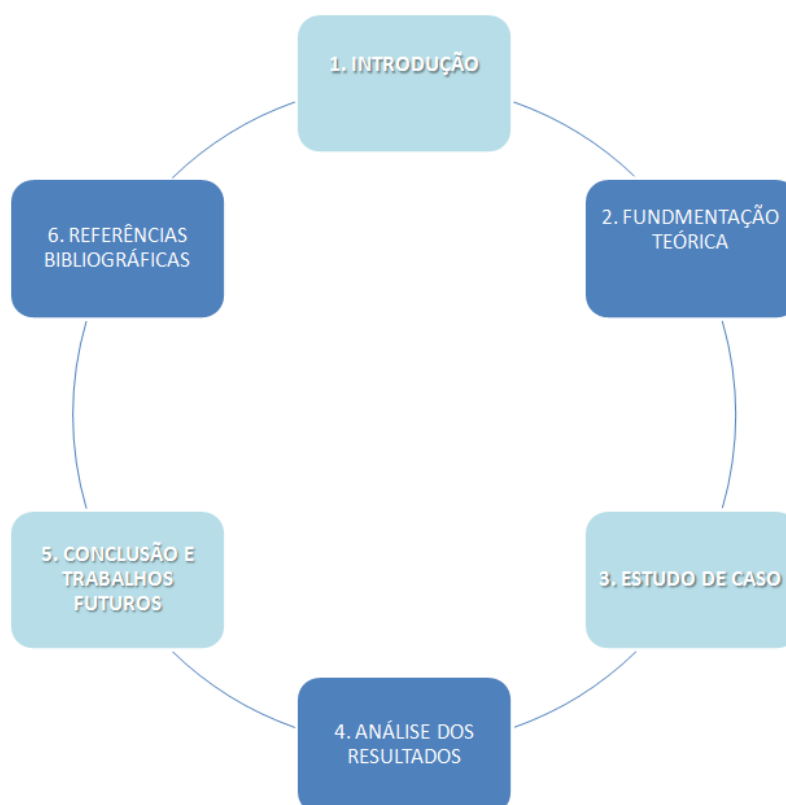 1. INTRODUÇÃO
2. FUNDMENTAÇÃO
TEÓRICA
3. ESTUDO DE CASO
4. ANÁLISE DOS
RESULTADOS
5. CONCLUSÃO E
TRABALHOS
FUTUROS
6. REFERÊNCIAS
BIBLIOGRÁFICAS